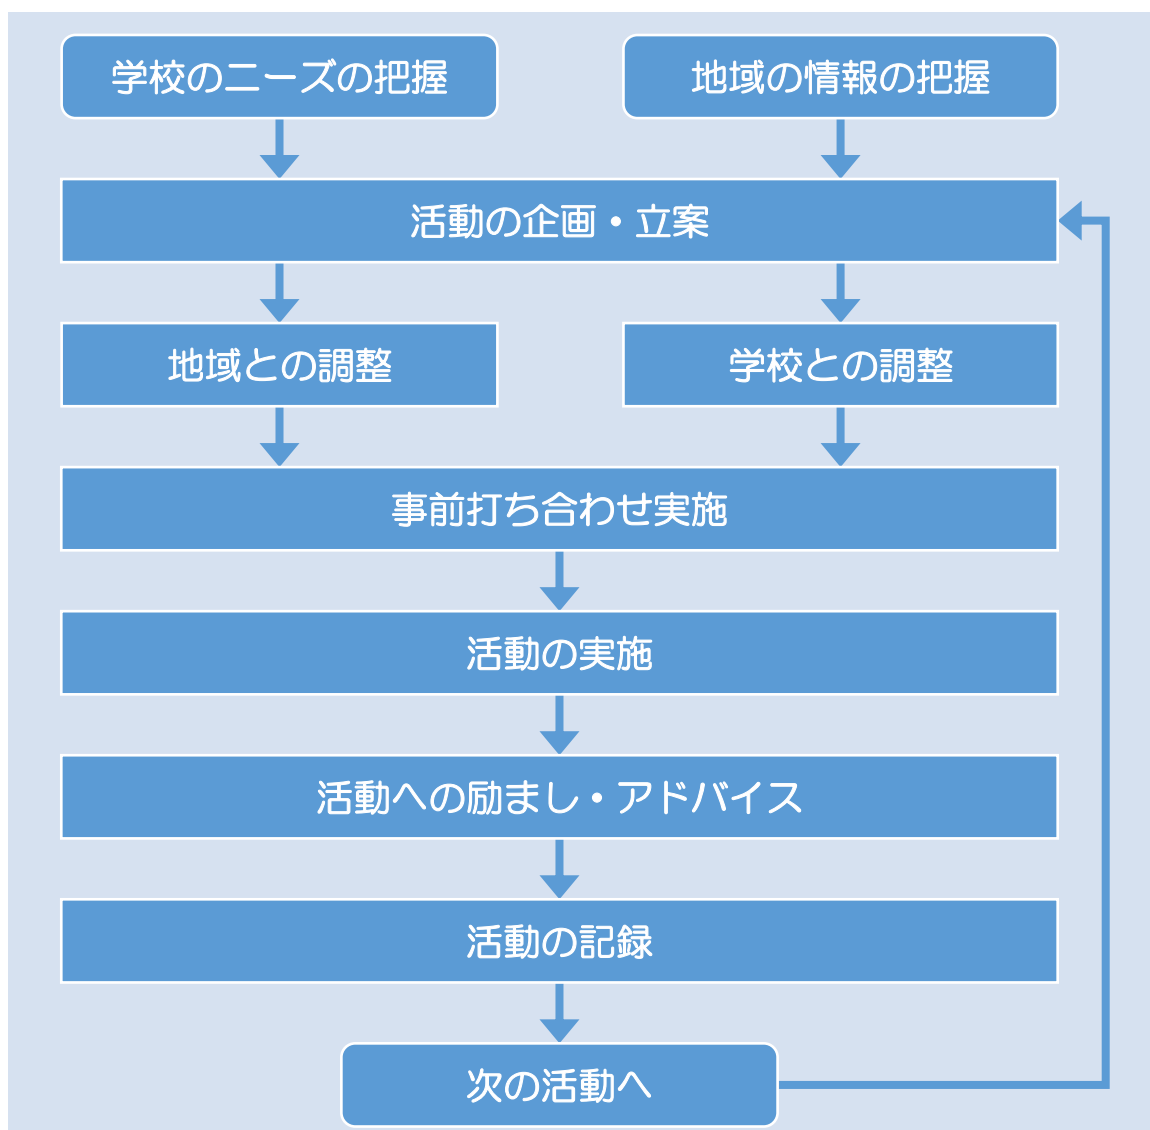 学校のニーズの把握
地域の情報の把握
活動の企画・立案
地域との調整
学校との調整
事前打ち合わせ実施
活動の実施
活動への励まし・アドバイス
活動の記録
次の活動へ